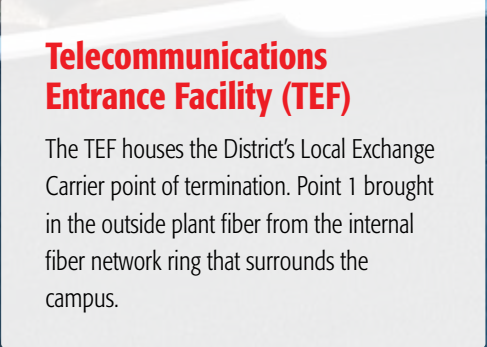 Telecommunications
Entrance Facility (TEF)
The TEF houses the District’s Local Exchange
Carrier point of termination. Point 1 brought
in the outside plant fiber from the internal
fiber network ring that surrounds the
campus.